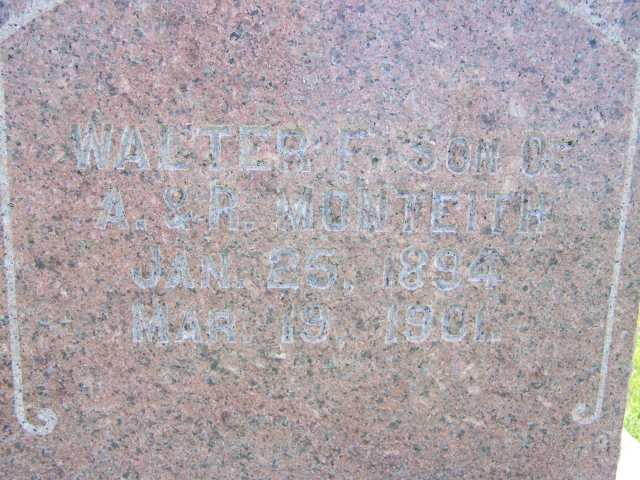 WALTER F. SON OF
A. & R. MONTEITH
JAN. 25, 1894
MAR. 19, 1901.